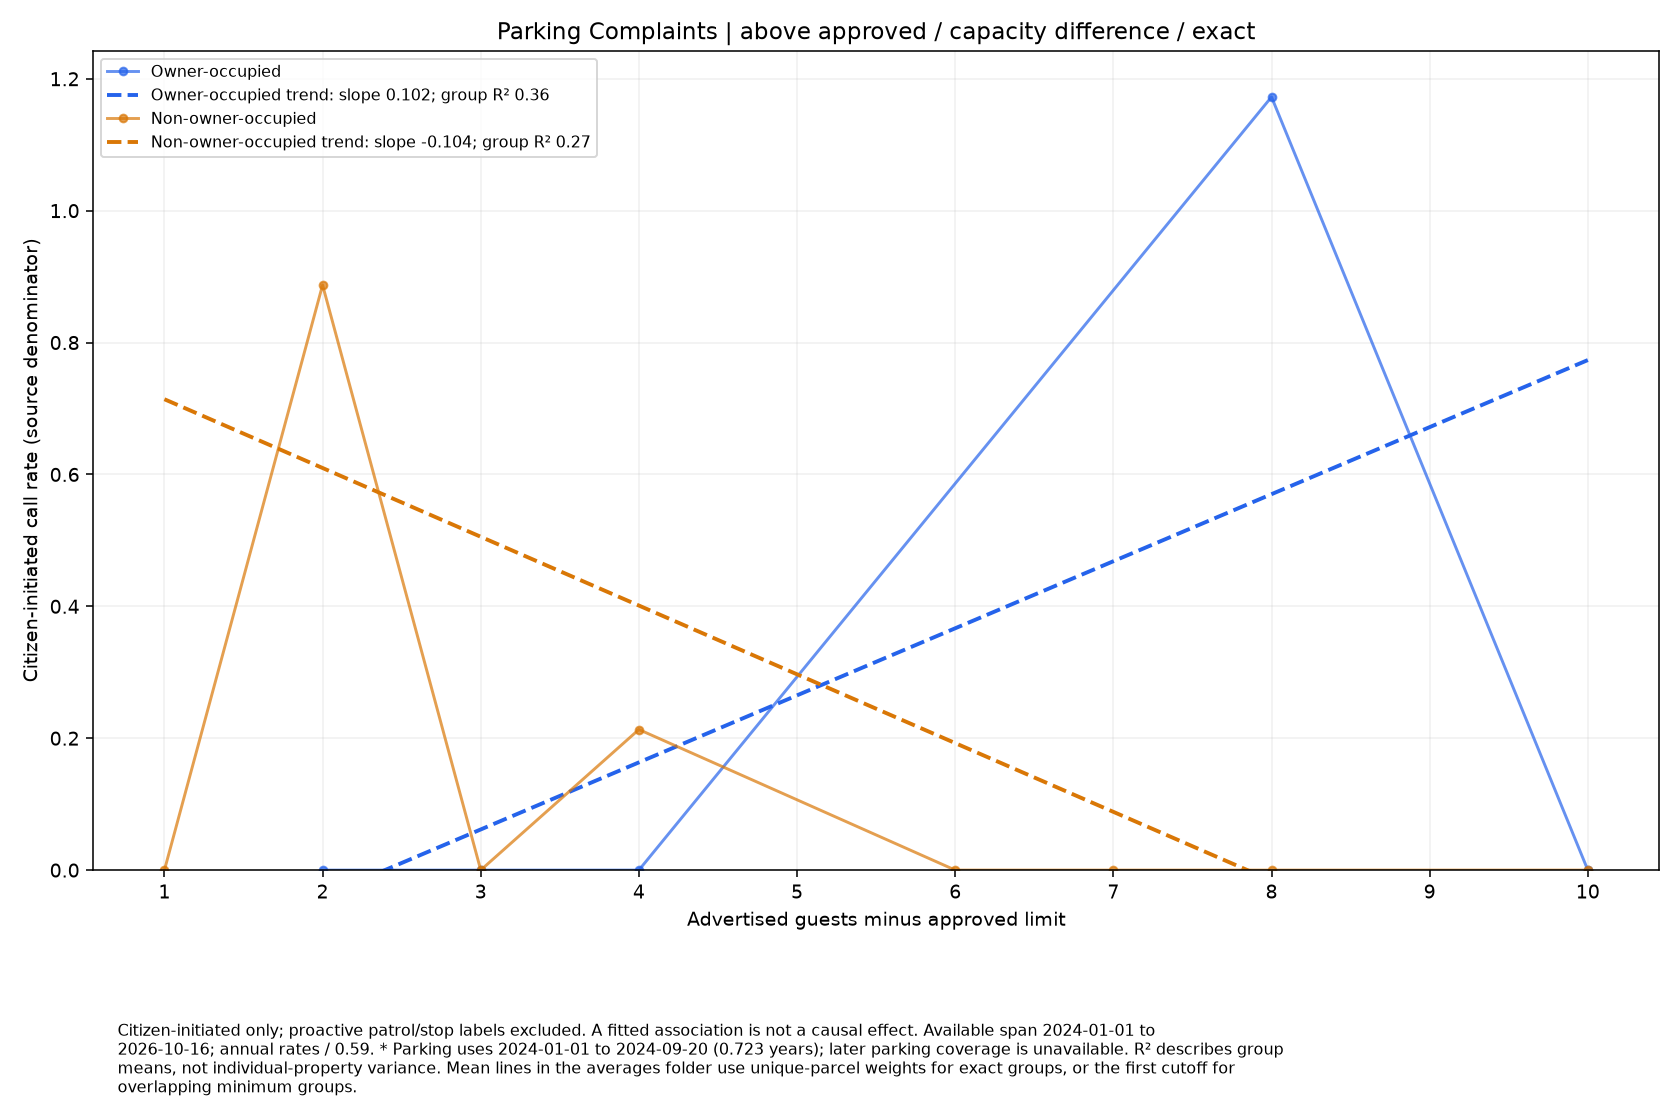 Parking Complaints | above approved / capacity difference / exact
Owner-occupied
Owner-occupied trend: slope 0.102; group R² 0.36
Non-owner-occupied
Non-owner-occupied trend: slope -0.104; group R² 0.27
Citizen-initiated call rate (source denominator)
1.2
1.0
0.8
0.6
0.4
0.2
0.0
1 2 3 4 5 6 7 8 9 10
Advertised guests minus approved limit
Citizen-initiated only; proactive patrol/stop labels excluded. A fitted association is not a causal effect. Available span 2024-01-01 to
2026-10-16; annual rates / 0.59. * Parking uses 2024-01-01 to 2024-09-20 (0.723 years); later parking coverage is unavailable. R² describes group
means, not individual-property variance. Mean lines in the averages folder use unique-parcel weights for exact groups, or the first cutoff for
overlapping minimum groups.